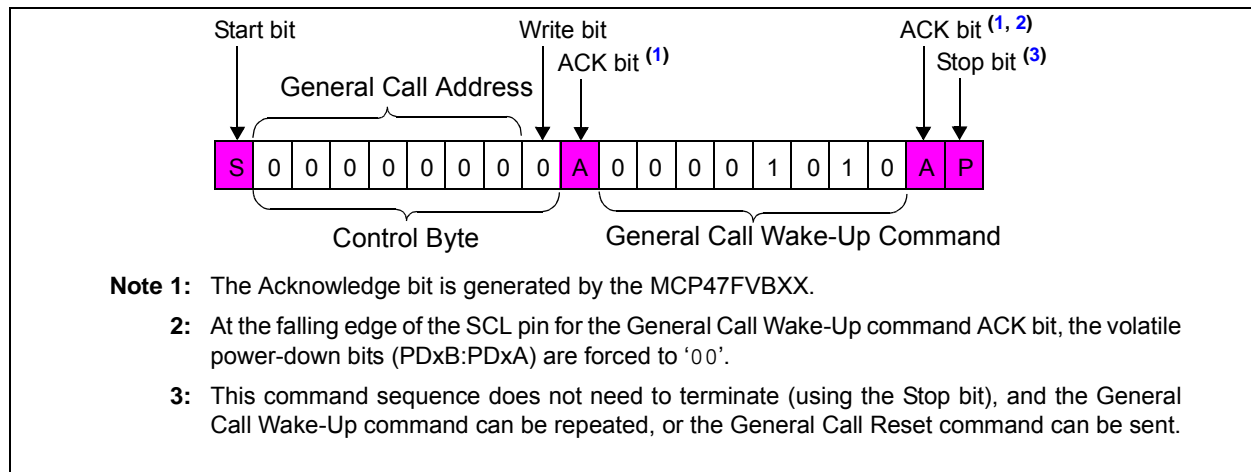 Start bit Write bit ACK bit (1, 2)
ACK bit (1) Stop bit (3)
General Call Address
S 0 0 0 0 0 0 0 0 A 0 0 0 0 1 0 1 0 A P
Control Byte General Call Wake-Up Command
Note 1: The Acknowledge bit is generated by the MCP47FVBXX.
2: At the falling edge of the SCL pin for the General Call Wake-Up command ACK bit, the volatile
power-down bits (PDxB:PDxA) are forced to ‘00’.
3: This command sequence does not need to terminate (using the Stop bit), and the General
Call Wake-Up command can be repeated, or the General Call Reset command can be sent.